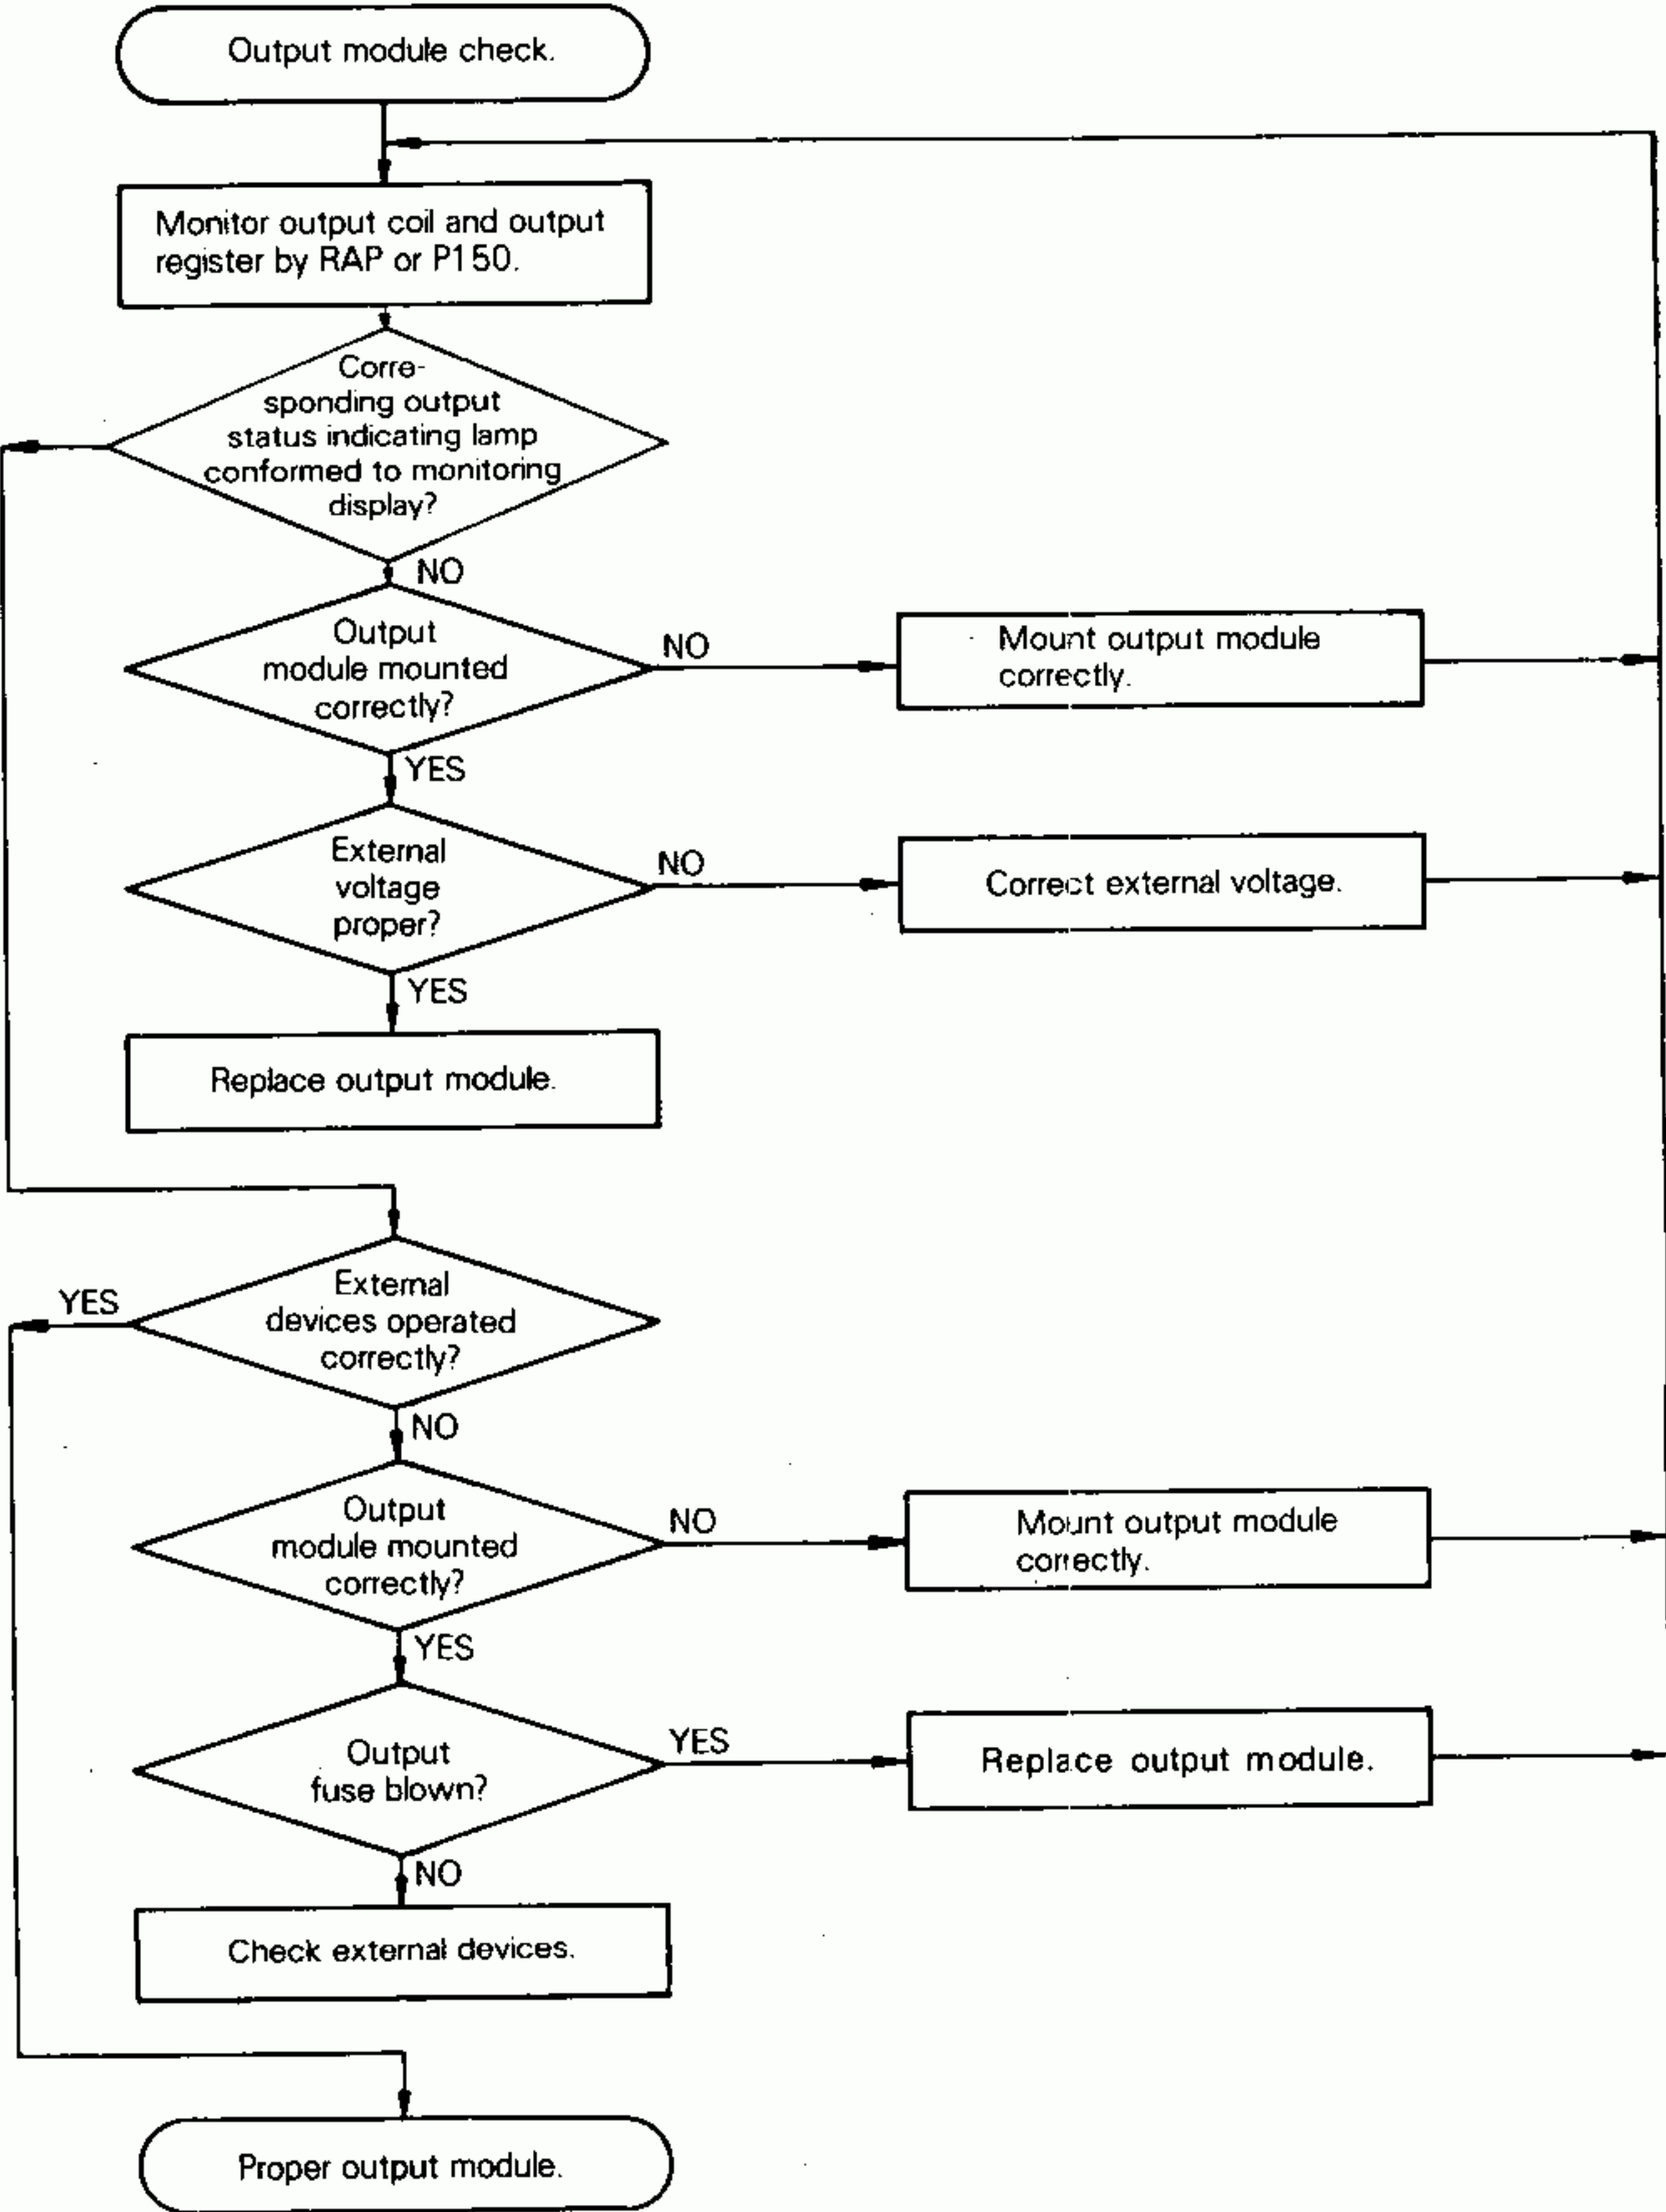 Output module check.
Monitor output coil and output
register by RAP or P150.
Corre-
sponding output
status indicating lamp
conformed to monitoring
display?
NO
Output
module mounted
correctly?
NO
Mount output module
correctly.
YES
External
voltage
proper?
NO
Correct external voltage.
YES
Replace output module.
External
devices operated
correctly?
YES
NO
Output
module mounted
correctly?
NO
Mount output module
correctly.
YES
Output
fuse blown?
YES
Replace output module.
NO
Check external devices.
Proper output module.